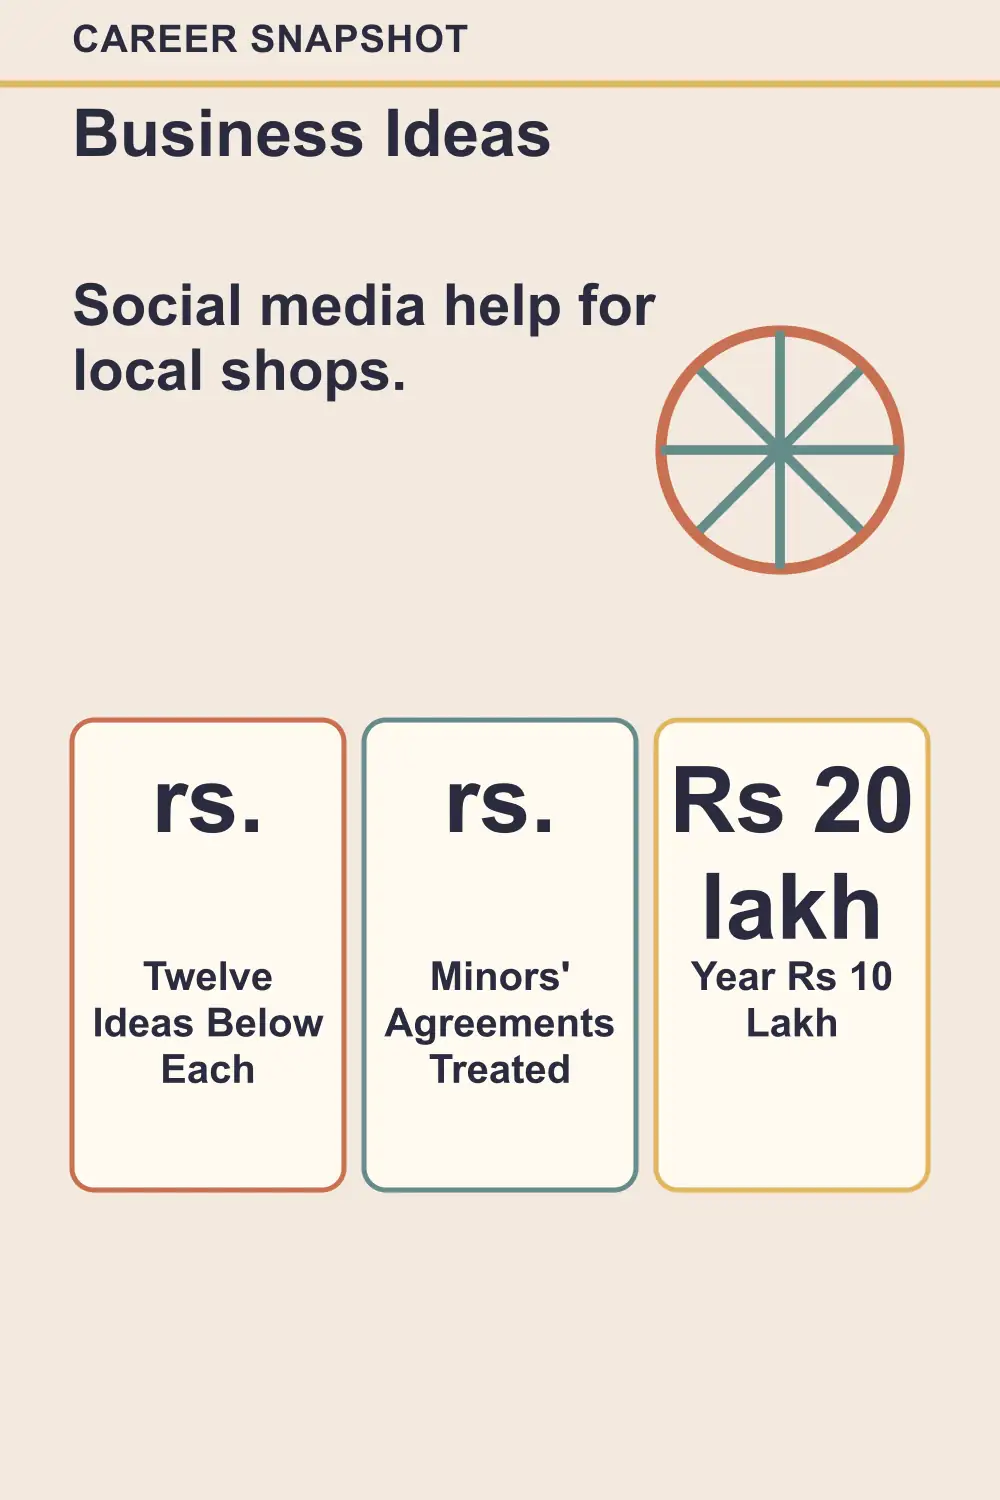 CAREER SNAPSHOT
Business Ideas
Social media help for
local shops.
rs.
Twelve
Ideas Below
Each
rs.
Minors'
Agreements
Treated
Rs 20
lakh
Year Rs 10
Lakh